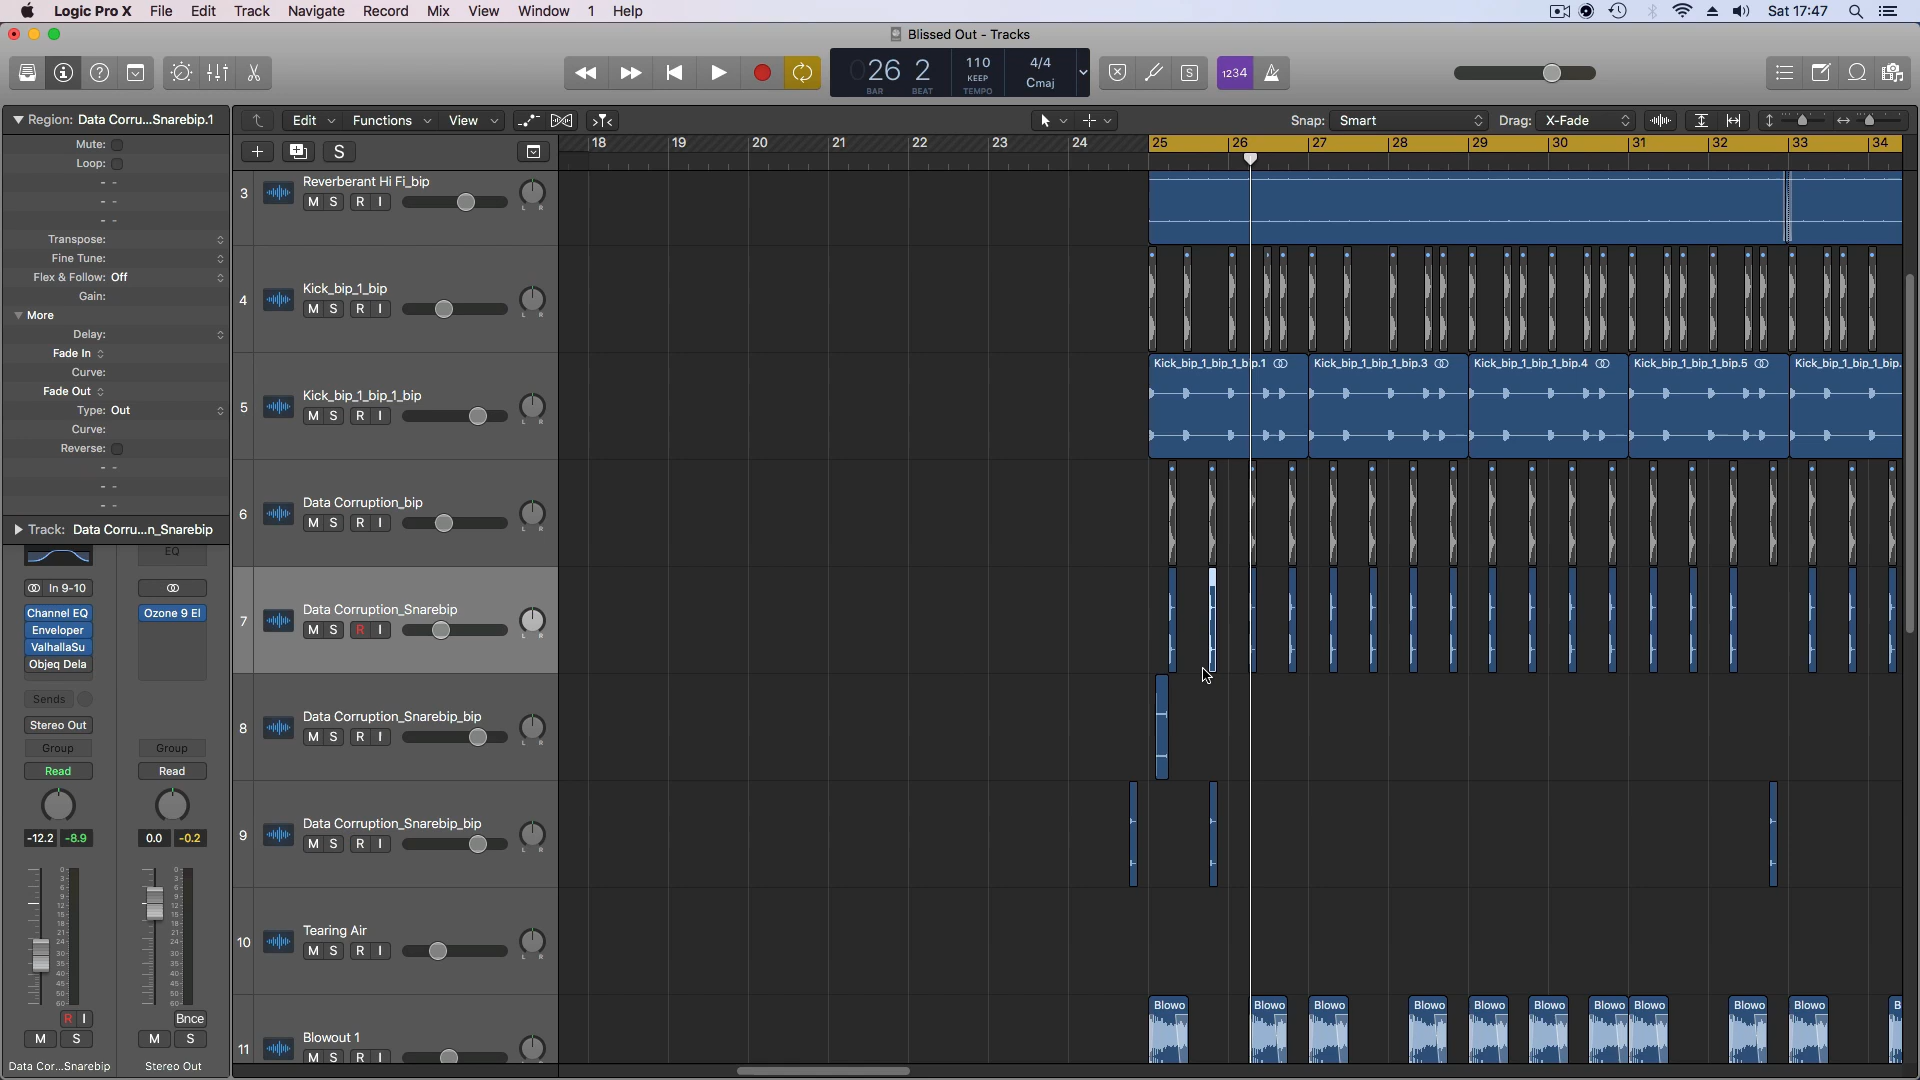 Logic Pro X File Edit Track Navigate Record Mix View Window 1 Help Sat 17:47
Blissed Out - Tracks
1234
26 2 110 4/4
KEEP Cmaj
BAR BEAT TEMPO
S
Region: Data Corru...Snarebip.1
Edit Functions View Snap: Smart Drag: X-Fade
Mute:
Loop:
- -
- -
- -
Transpose:
Fine Tune:
Flex & Follow: Off
Gain:
More
Delay:
Fade In
Curve:
Fade Out
Type: Out
Curve:
Reverse:
- -
- -
- -
Track: Data Corru...n_Snarebip
S
18 19 20 21 22 23 24 25 26 27 28 29 30 31 32 33 34
3 Reverberant Hi Fi_bip
M S R I L R
4 Kick_bip_1_bip
M S R I L R
5 Kick_bip_1_bip_1_bip
M S R I L R
Kick_bip_1_bip_1_bip.1 Kick_bip_1_bip_1_bip.3 Kick_bip_1_bip_1_bip.4 Kick_bip_1_bip_1_bip.5 Kick_bip_1_bip_1_bip.
6 Data Corruption_bip
M S R I L R
7 Data Corruption_Snarebip
M S R I L R
8 Data Corruption_Snarebip_bip
M S R I L R
9 Data Corruption_Snarebip_bip
M S R I L R
10 Tearing Air
M S R I L R
11 Blowout 1
M S R I
Blowo Blowo Blowo Blowo Blowo Blowo Blowo Blowo Blowo Blowo B
EQ
In 9-10
Channel EQ Ozone 9 El
Enveloper
ValhallaSu
Objeq Dela
Sends
Stereo Out
Group Group
Read Read
-12.2 -8.9 0.0 -0.2
R I Bnce
M S M S
Data Cor...Snarebip Stereo Out